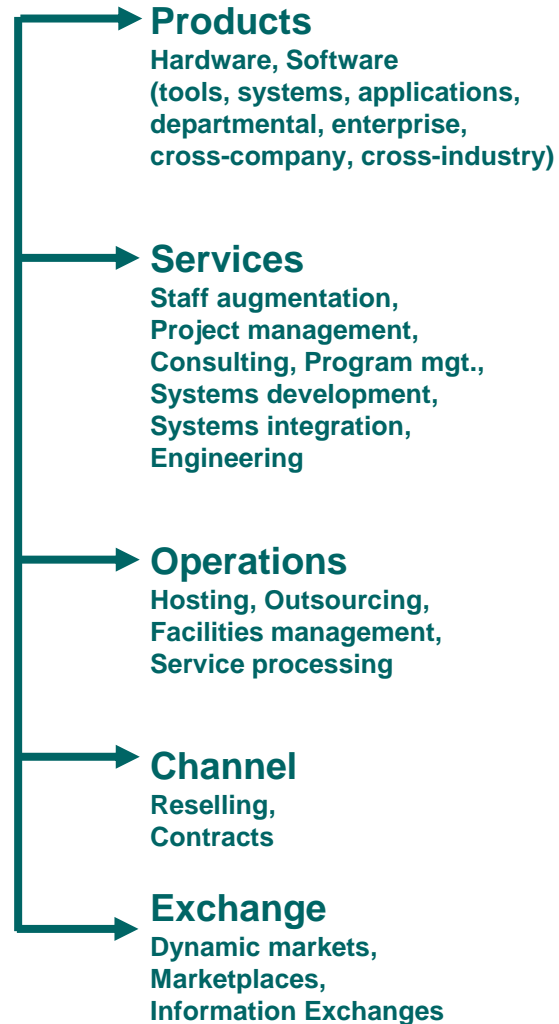 Products
Hardware, Software
(tools, systems, applications,
departmental, enterprise,
cross-company, cross-industry)
Services
Staff augmentation,
Project management,
Consulting, Program mgt.,
Systems development,
Systems integration,
Engineering
Operations
Hosting, Outsourcing,
Facilities management,
Service processing
Channel
Reselling,
Contracts
Exchange
Dynamic markets,
Marketplaces,
Information Exchanges